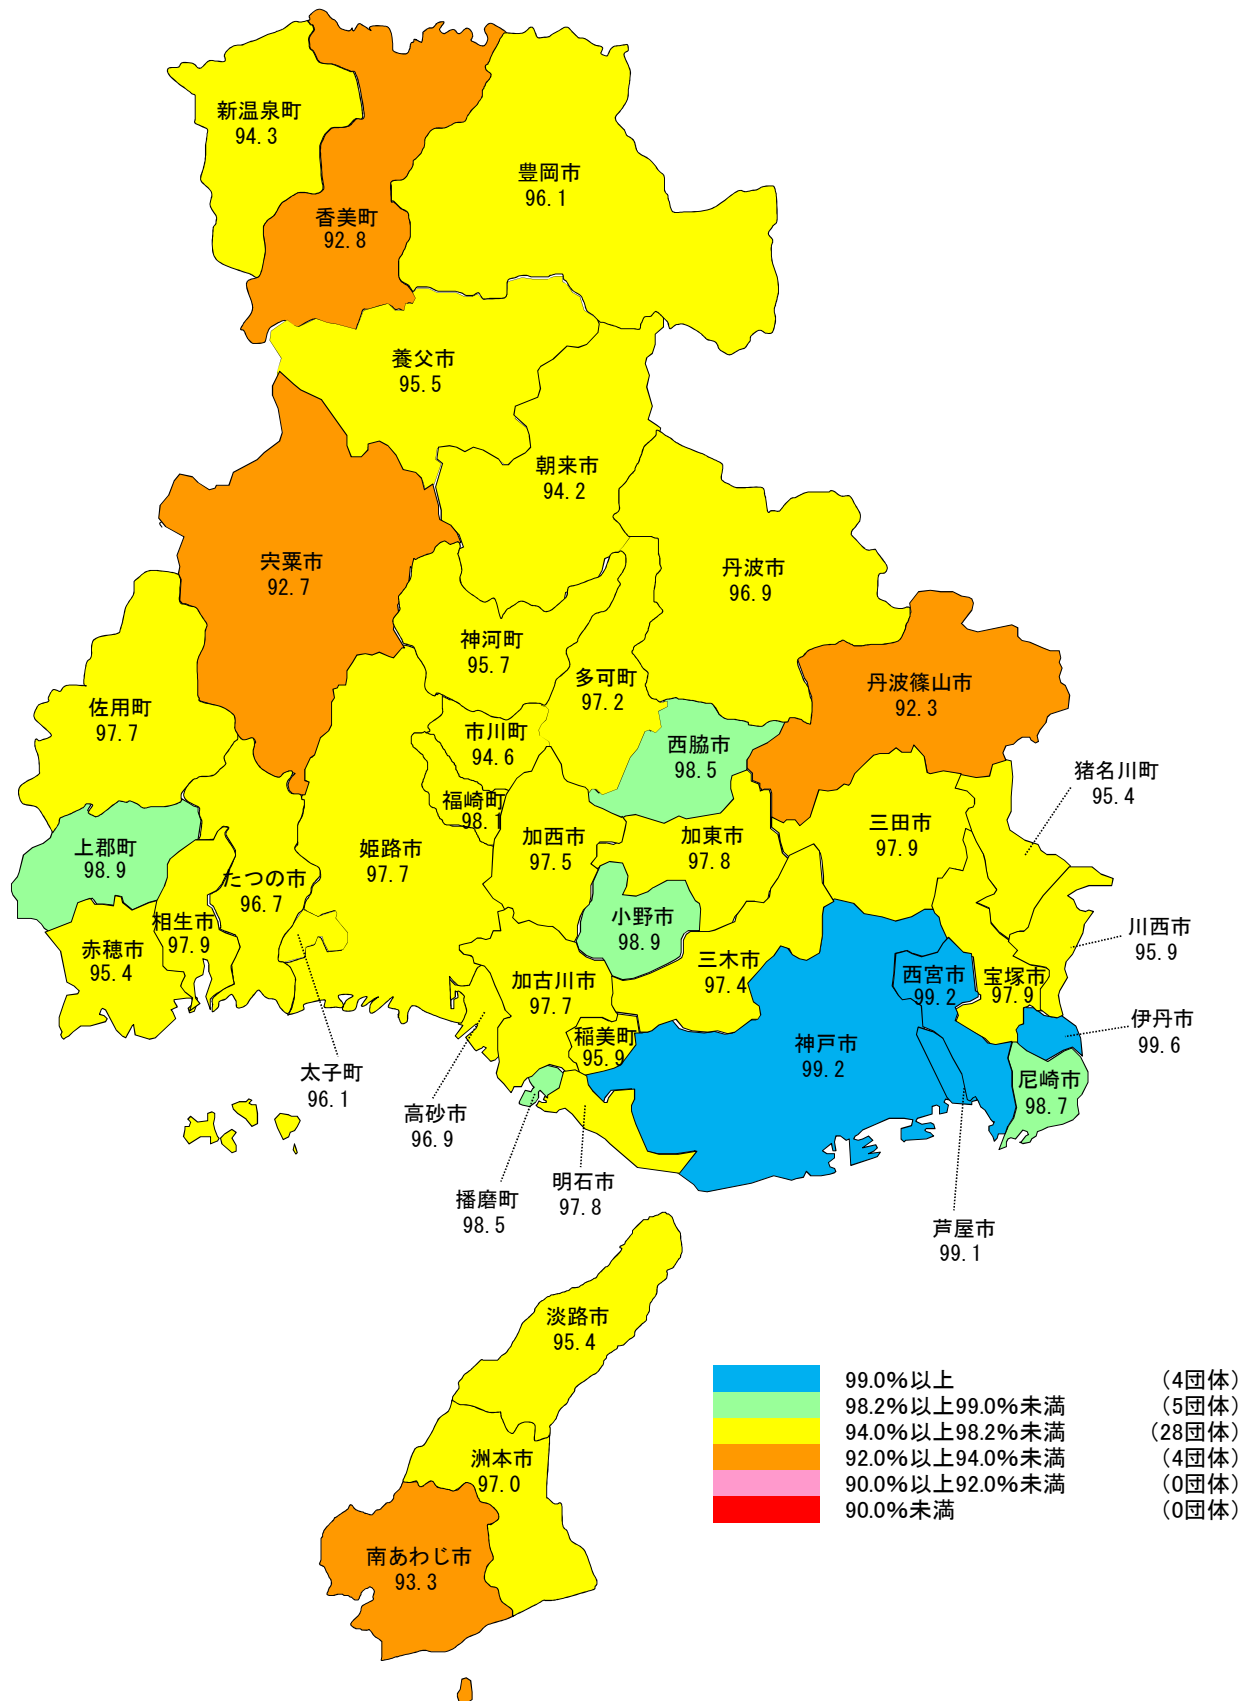 新温泉町
94.3
香美町
92.8
豊岡市
96.1
養父市
95.5
朝来市
94.2
宍粟市
92.7
丹波市
96.9
神河町
95.7
多可町
97.2
丹波篠山市
92.3
佐用町
97.7
市川町
94.6
西脇市
98.5
猪名川町
95.4
福崎町
98.1
上郡町
98.9
姫路市
97.7
加西市
97.5
加東市
97.8
三田市
97.9
たつの市
96.7
相生市
97.9
赤穂市
95.4
小野市
98.9
川西市
95.9
三木市
97.4
加古川市
97.7
西宮市
99.2
宝塚市
97.9
伊丹市
99.6
稲美町
95.9
神戸市
99.2
太子町
96.1
尼崎市
98.7
高砂市
96.9
播磨町
98.5
明石市
97.8
芦屋市
99.1
淡路市
95.4
99.0%以上 (4団体)
98.2%以上99.0%未満 (5団体)
94.0%以上98.2%未満 (28団体)
92.0%以上94.0%未満 (4団体)
90.0%以上92.0%未満 (0団体)
90.0%未満 (0団体)
洲本市
97.0
南あわじ市
93.3